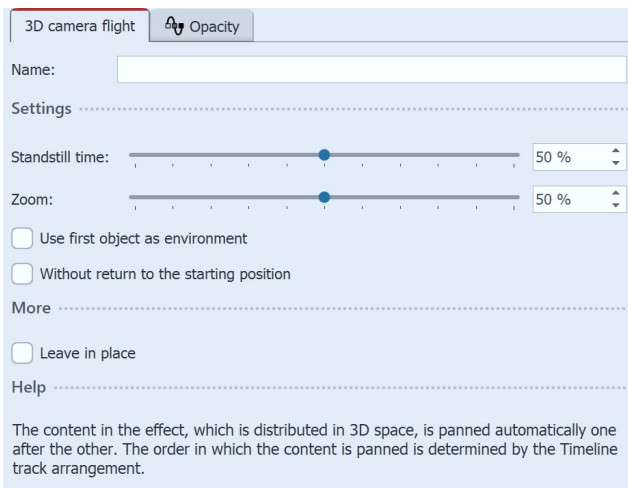 3D camera flight Opacity
Name:
Settings
Standstill time: 50 %
Zoom: 50 %
Use first object as environment
Without return to the starting position
More
Leave in place
Help
The content in the effect, which is distributed in 3D space, is panned automatically one
after the other. The order in which the content is panned is determined by the Timeline
track arrangement.